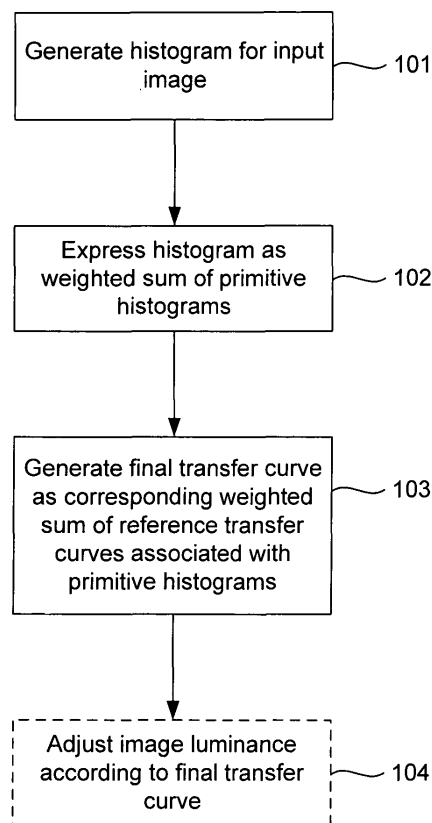 Generate histogram for input
image
101
Express histogram as
weighted sum of primitive
histograms
102
Generate final transfer curve
as corresponding weighted
sum of reference transfer
curves associated with
primitive histograms
103
Adjust image luminance
according to final transfer
curve
104